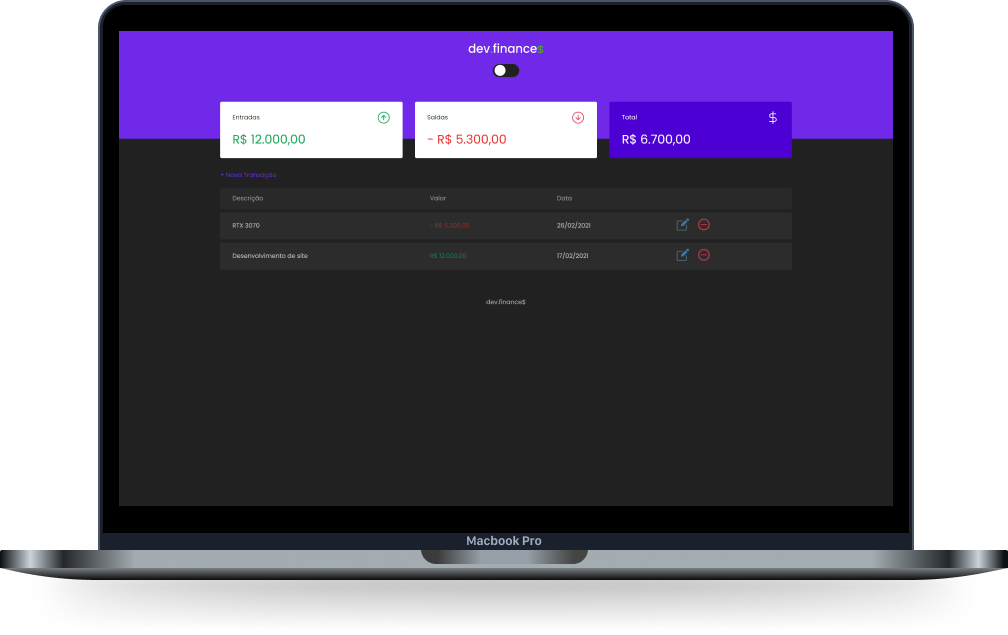 dev.finance$
Entradas
R$ 12.000,00
Saídas
- R$ 5.300,00
Total
$
R$ 6.700,00
+ Nova Transação
Descrição Valor Data
RTX 3070 - R$ 5.300,00 26/02/2021
Desenvolvimento de site R$ 12.000,00 17/02/2021
dev.finance$
Macbook Pro